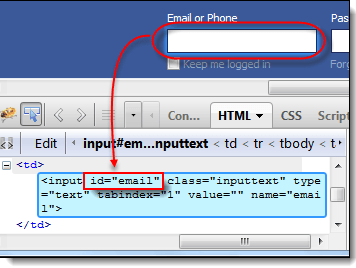 Email or Phone
Pas
Keep me logged in
Forg
Con...
HTML
CSS
Script
Edit
input#em...nputtext < td < tr < tbody < t
<td>
<input id="email" class="inputtext" type
="text" tabindex="1" value="" name="emai
l">
</td>